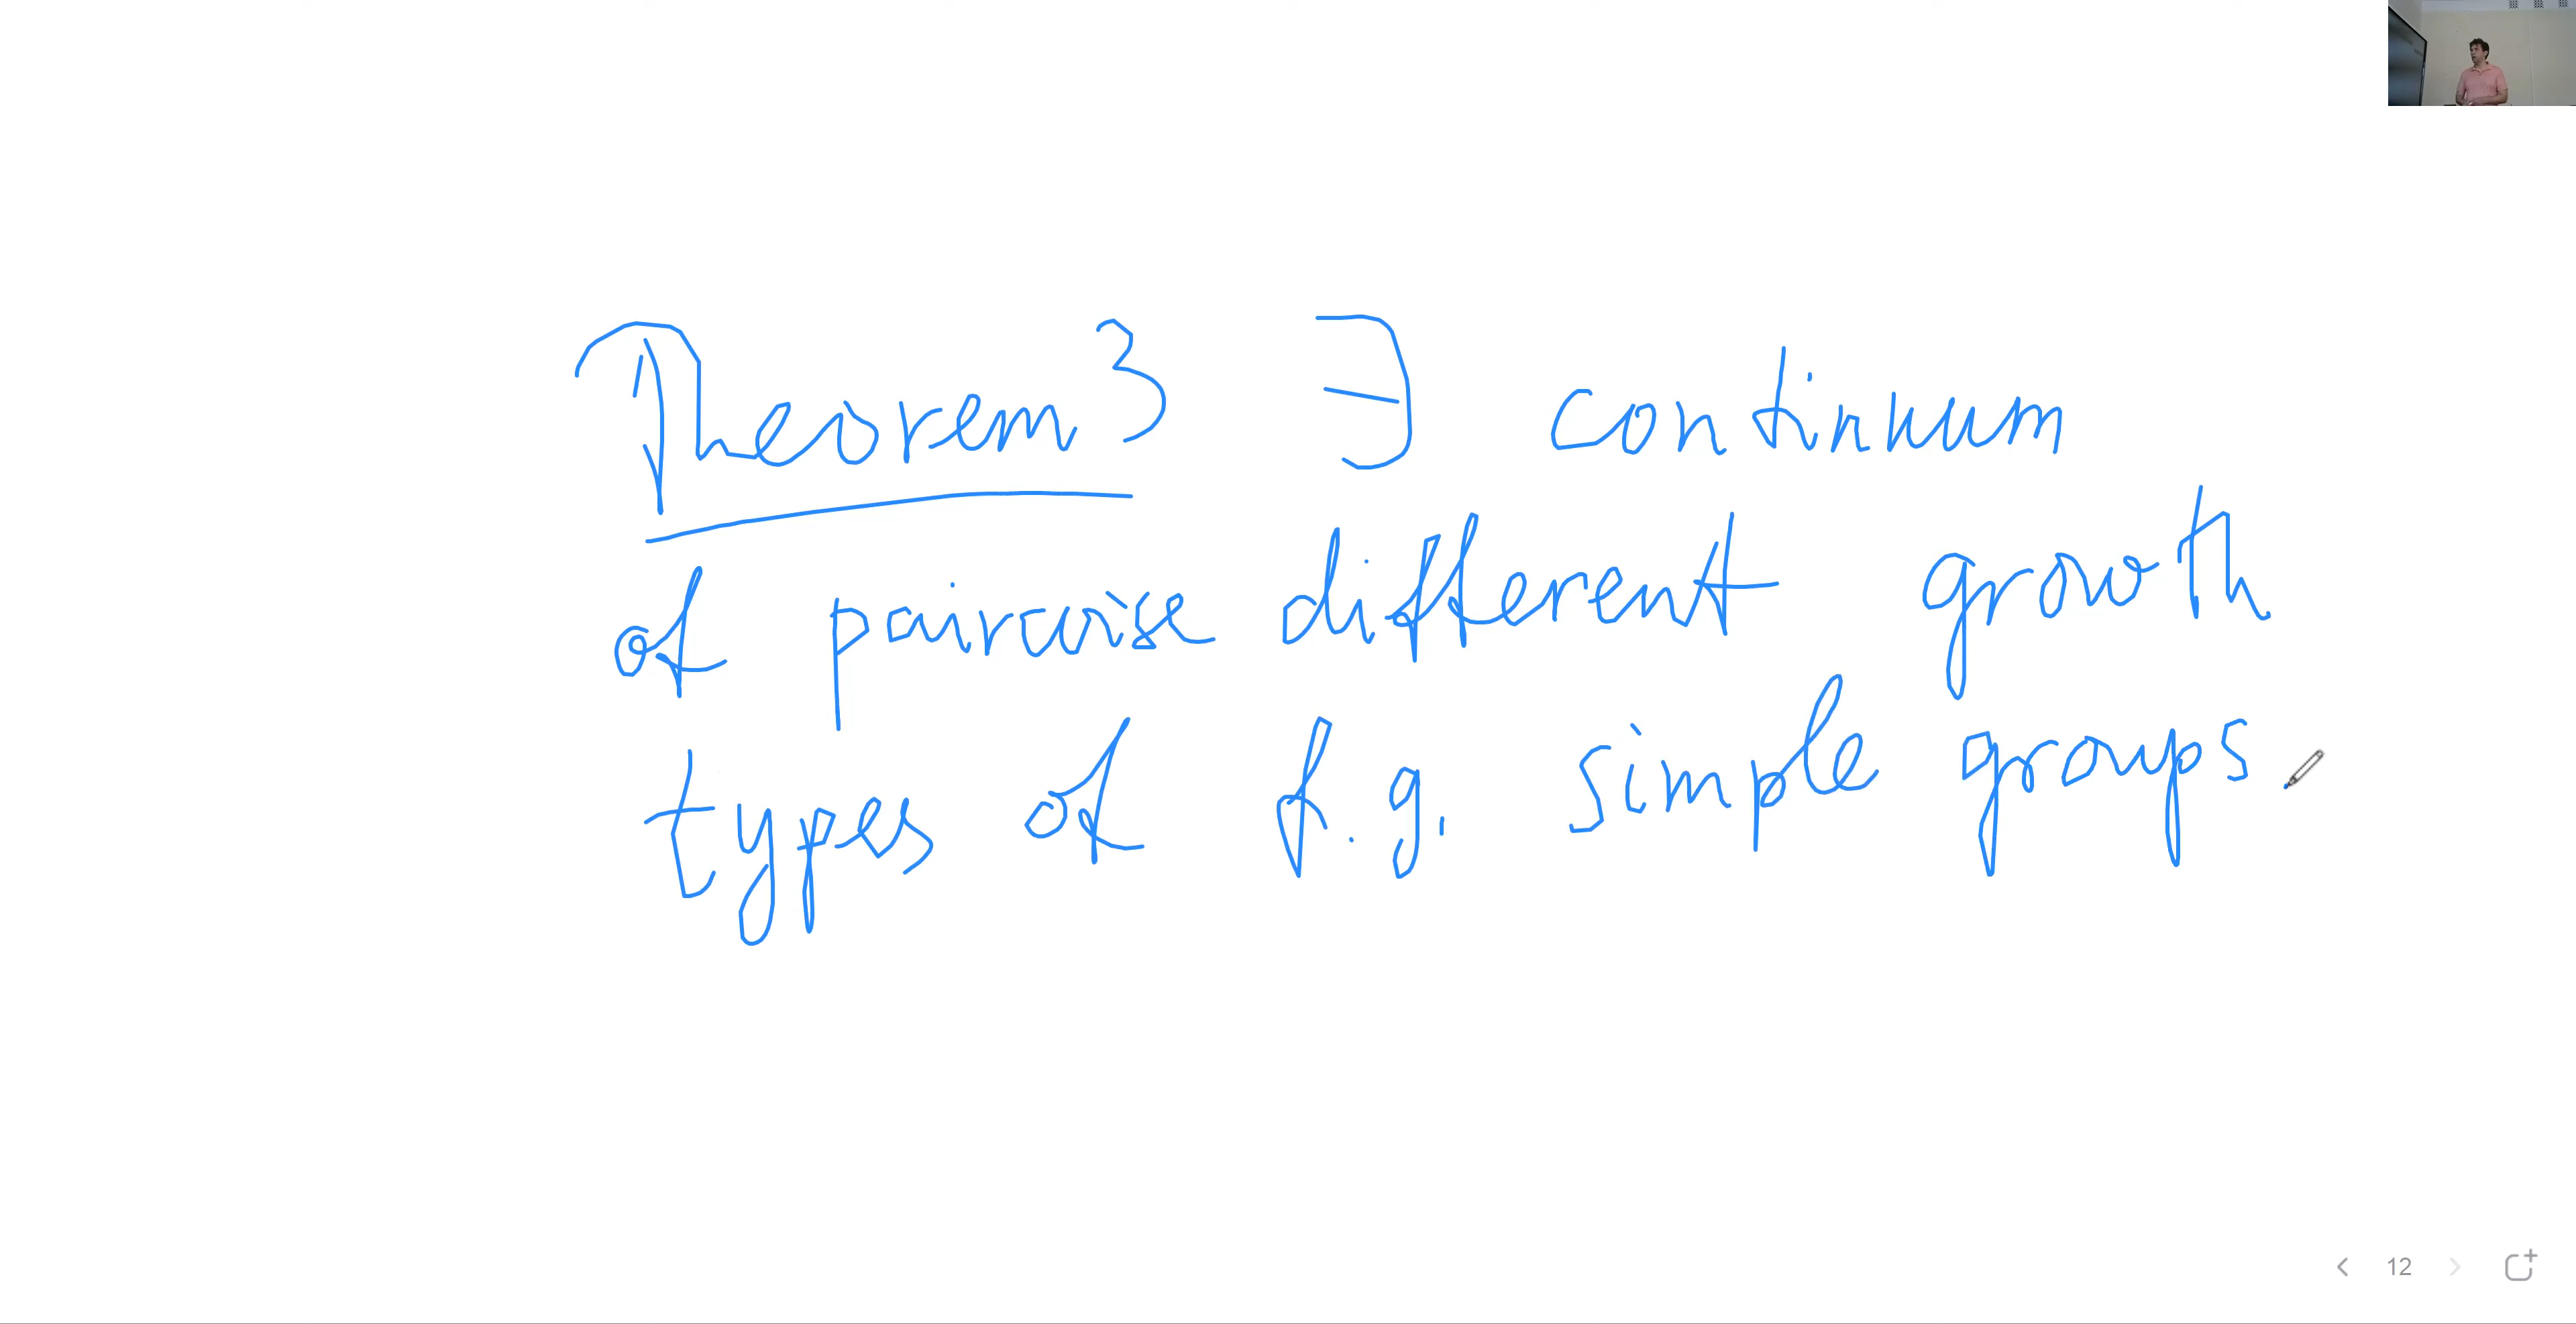 Theorem 3 ∃ continuum
of pairwise different growth
types of f.g. simple groups.
12